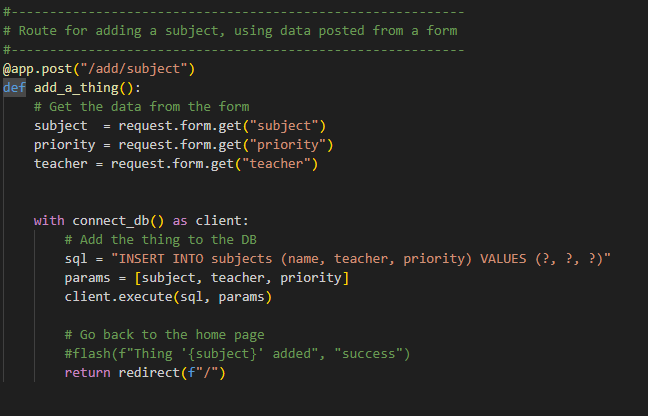 #-----------------------------------------------------------
# Route for adding a subject, using data posted from a form
#-----------------------------------------------------------
@app.post("/add/subject")
def add_a_thing():
    # Get the data from the form
    subject  = request.form.get("subject")
    priority = request.form.get("priority")
    teacher = request.form.get("teacher")
    with connect_db() as client:
        # Add the thing to the DB
        sql = "INSERT INTO subjects (name, teacher, priority) VALUES (?, ?, ?)"
        params = [subject, teacher, priority]
        client.execute(sql, params)
        # Go back to the home page
        #flash(f"Thing '{subject}' added", "success")
        return redirect(f"/")